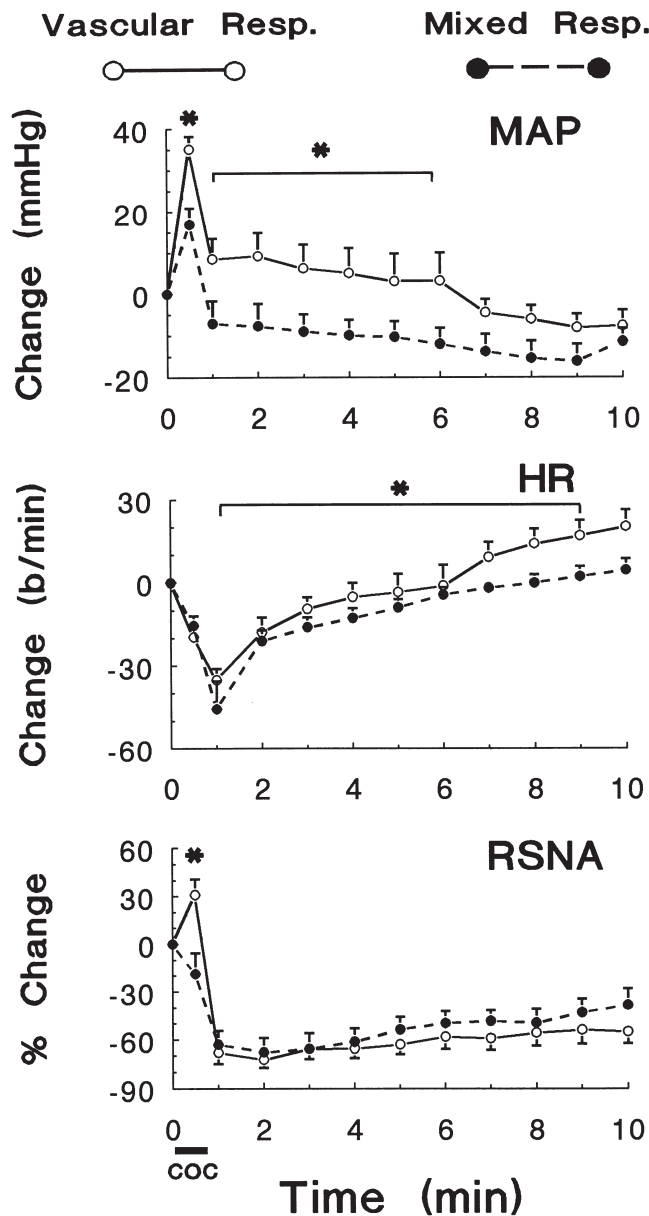 Vascular Resp. Mixed Resp.
* MAP
40
*
20
0
-20
Change (mmHg)
0 2 4 6 8 10
* HR
30
0
-30
-60
Change (b/min)
0 2 4 6 8 10
60
* RSNA
30
0
-30
-60
-90
% Change
0 2 4 6 8 10
COC
Time (min)